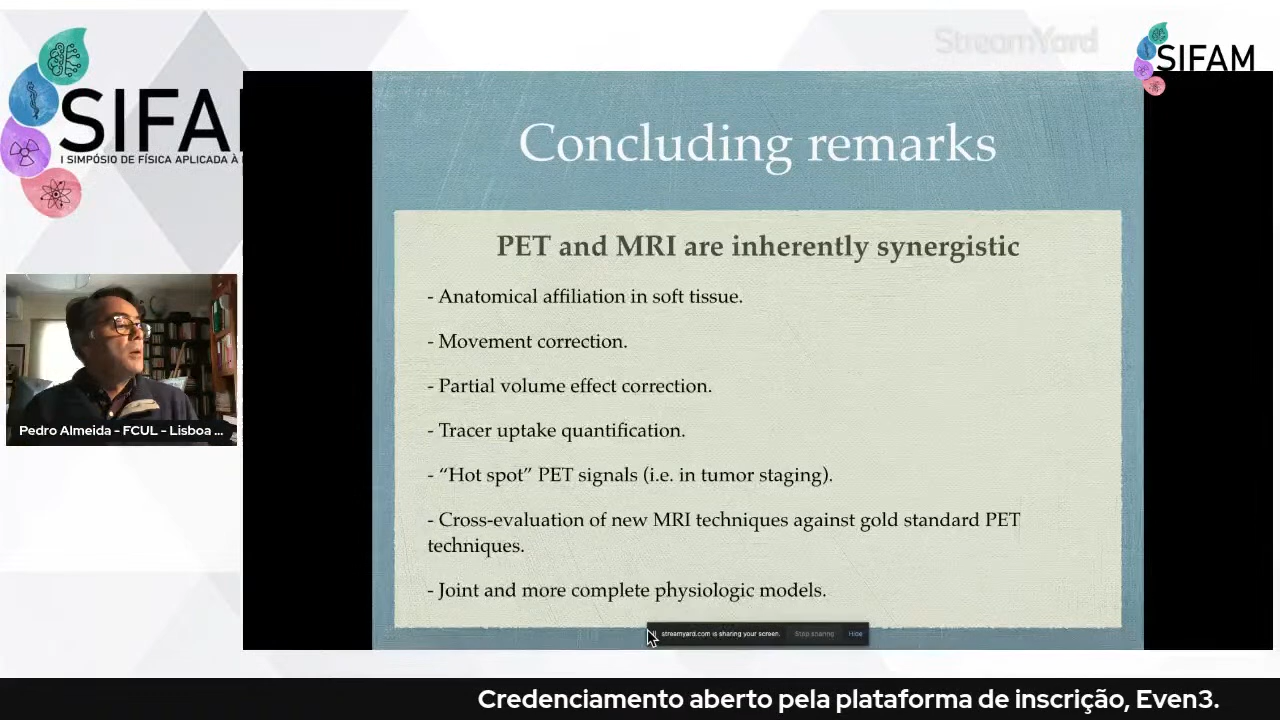 StreamYard
SIFAM
SIFA
I SIMPÓSIO DE FÍSICA APLICADA À
Concluding remarks
PET and MRI are inherently synergistic
- Anatomical affiliation in soft tissue.
- Movement correction.
- Partial volume effect correction.
- Tracer uptake quantification.
- “Hot spot” PET signals (i.e. in tumor staging).
- Cross-evaluation of new MRI techniques against gold standard PET
techniques.
- Joint and more complete physiologic models.
Pedro Almeida - FCUL - Lisboa ...
streamyard.com is sharing your screen.
Stop sharing
Hide
Credenciamento aberto pela plataforma de inscrição, Even3.